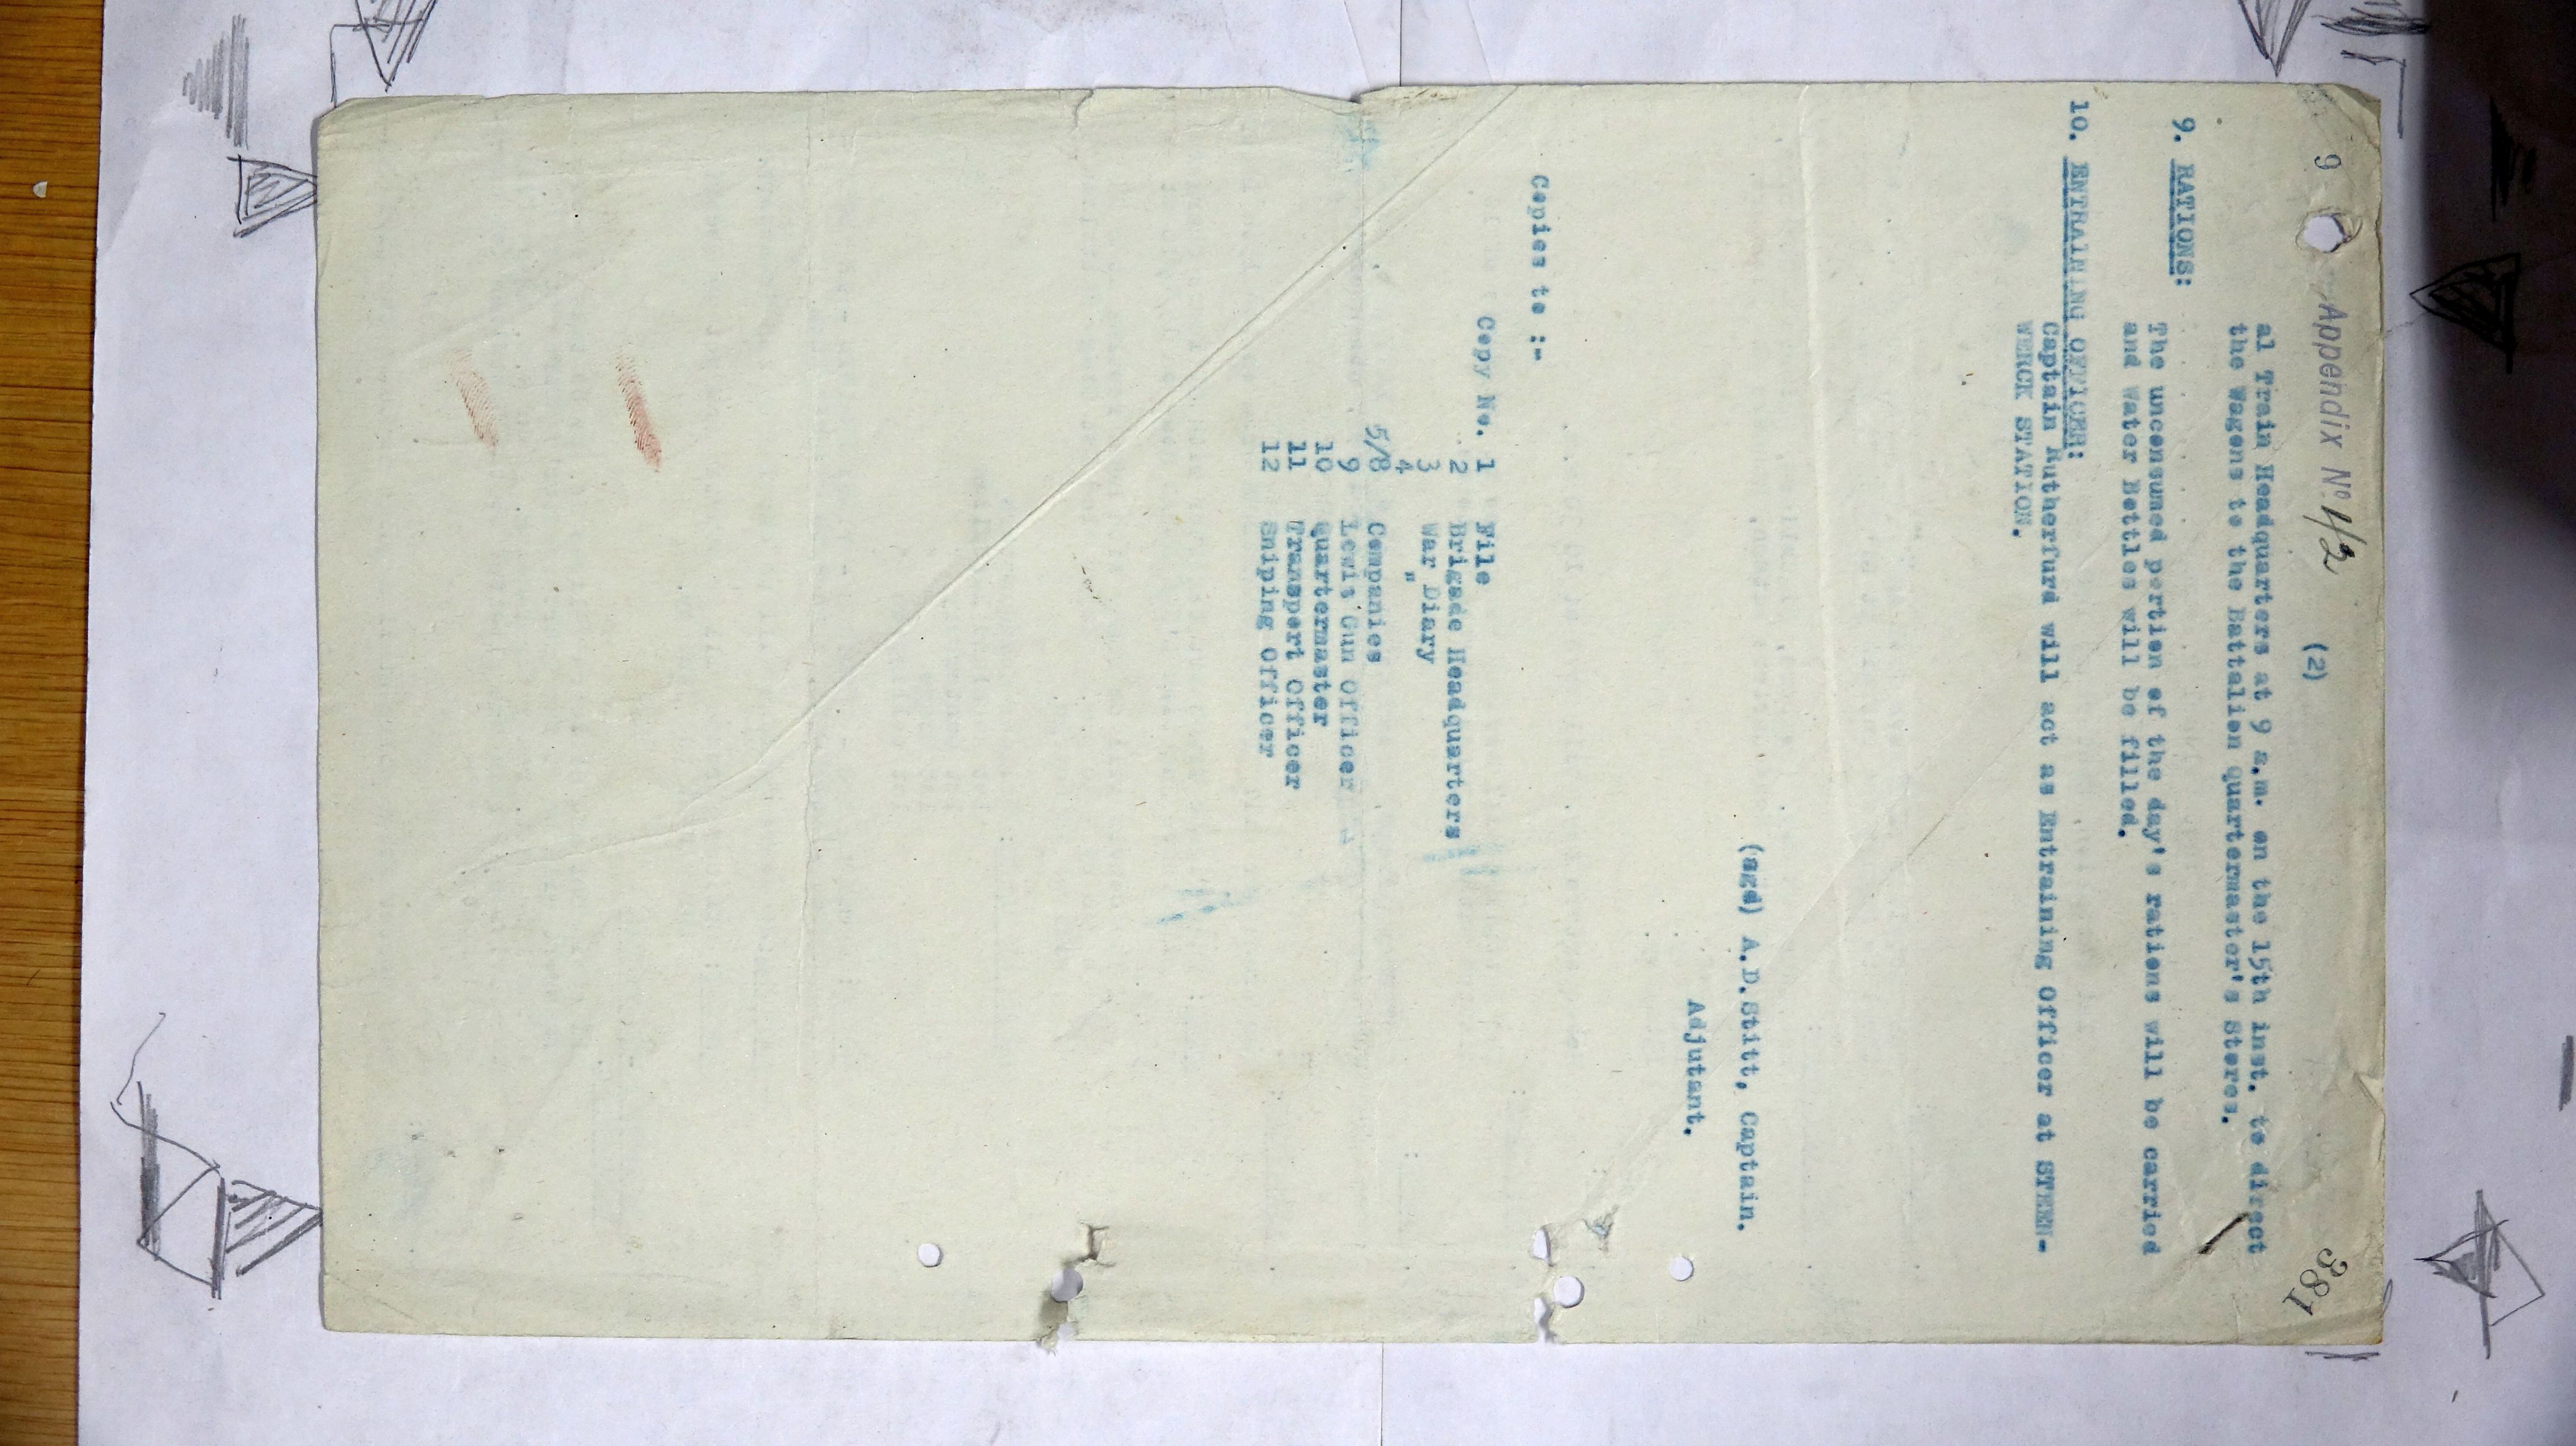 9 Appendix No. 1/2
(2)
381
al Train Headquarters at 9 a.m. on the 15th inst. to direct
the Wagons to the Battalion Quartermaster's Stores.
9. RATIONS:
The unconsumed portion of the day's rations will be carried
and Water Bottles will be filled.
10. ENTRAINING OFFICER:
Captain Rutherfurd will act as Entraining Officer at STEEN-
WERCK STATION.
(sgd) A.D.Stitt, Captain.
Adjutant.
Copies to :-
Copy No. 1 File
2 Brigade Headquarters
3 War Diary
4 "
5/8 Companies
9 Lewis Gun Officer
10 Quartermaster
11 Transport Officer
12 Sniping Officer